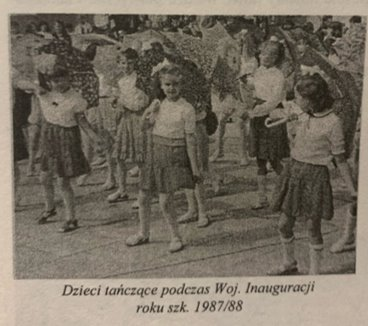 Dzieci tańczące podczas Woj. Inauguracji
roku szk. 1987/88